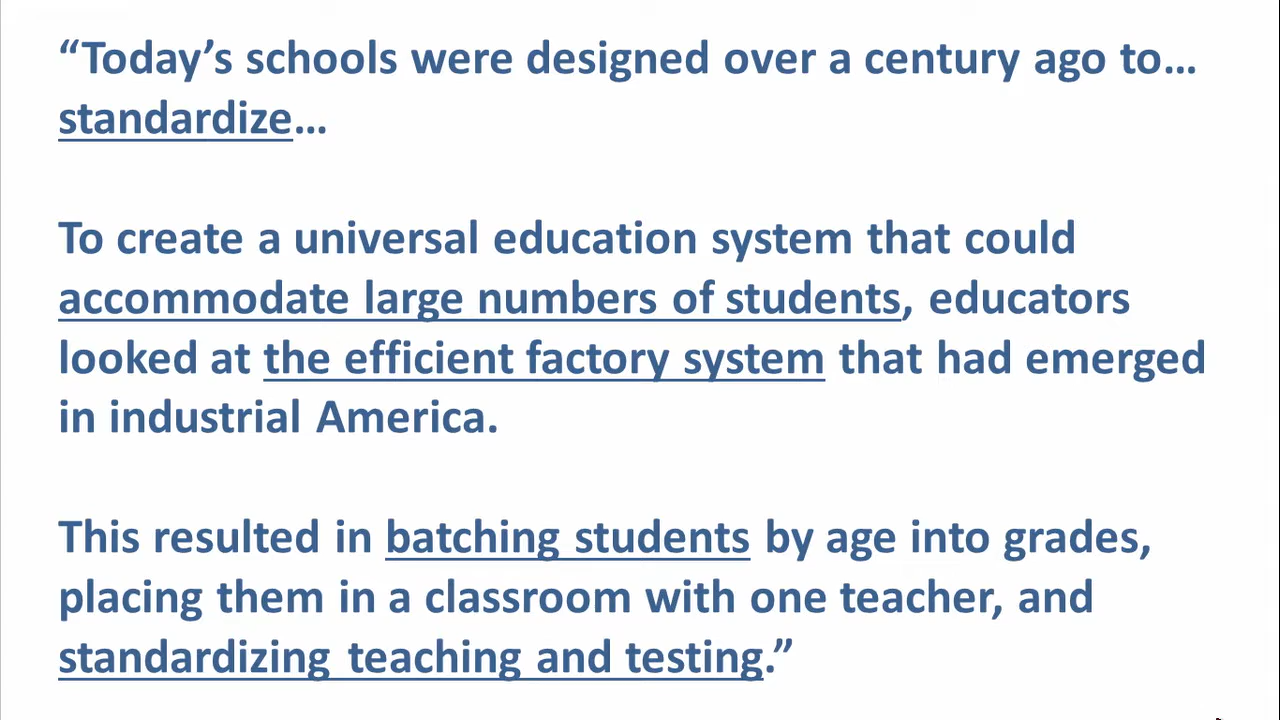 “Today’s schools were designed over a century ago to…
standardize…
To create a universal education system that could
accommodate large numbers of students, educators
looked at the efficient factory system that had emerged
in industrial America.
This resulted in batching students by age into grades,
placing them in a classroom with one teacher, and
standardizing teaching and testing.”